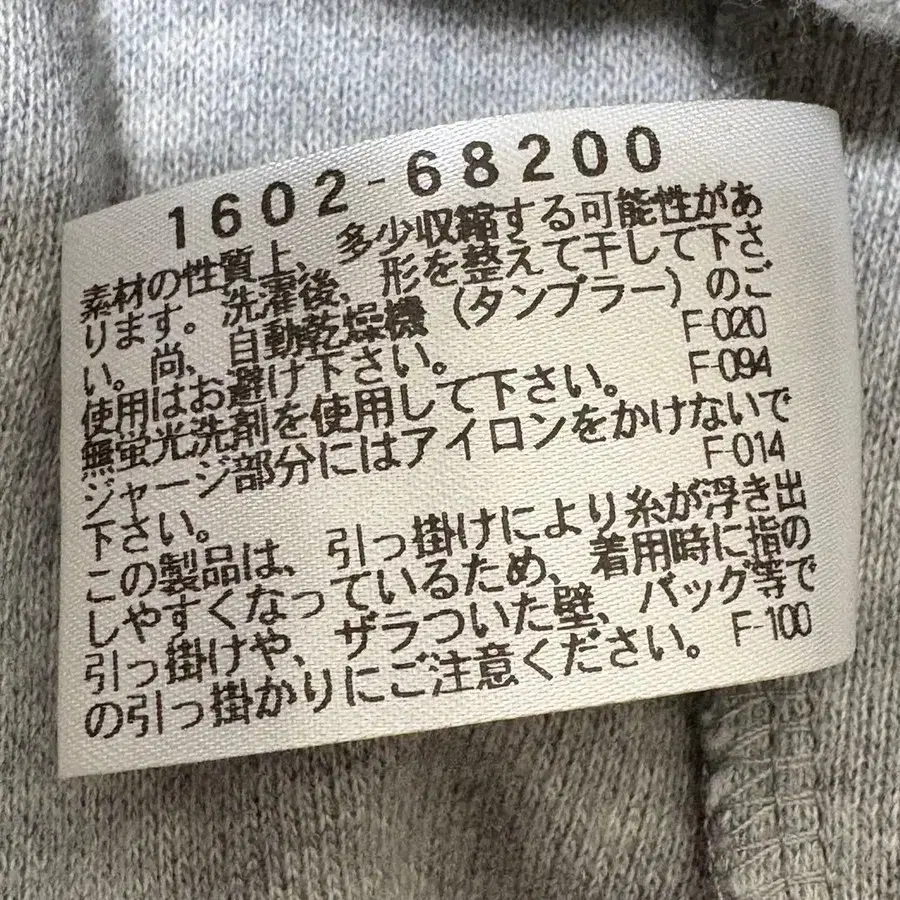 1602-68200
素材の性質上、多少収縮する可能性があ
ります。洗濯後、形を整えて干して下さ
い。尚、自動乾燥機（タンブラー）のご
使用はお避け下さい。 F-020
無蛍光洗剤を使用して下さい。 F-094
ジャージ部分にはアイロンをかけないで
下さい。 F-014
この製品は、引っ掛けにより糸が浮き出
しやすくなっているため、着用時に指の
引っ掛けや、ザラついた壁、バッグ等で
の引っ掛かりにご注意ください。 F-100